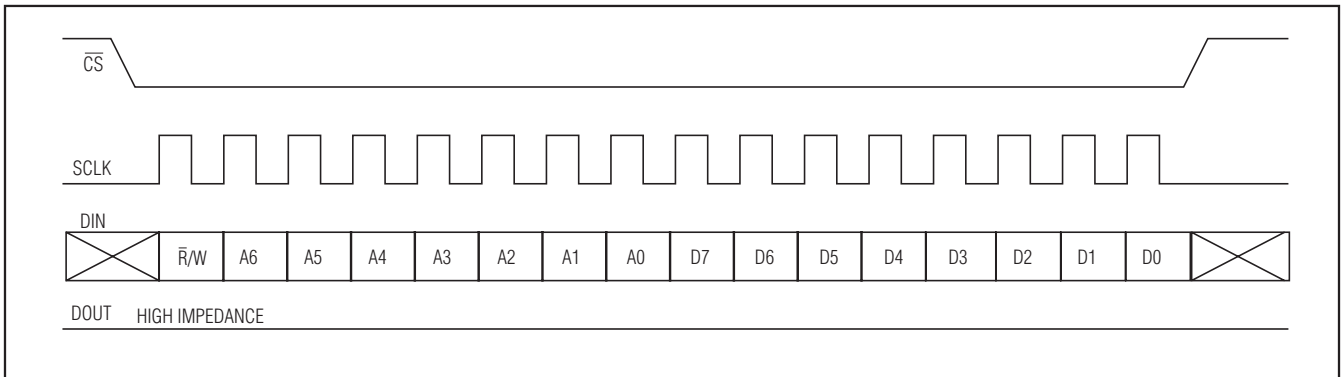 C̅S̅
SCLK
DIN
R̅/W A6 A5 A4 A3 A2 A1 A0 D7 D6 D5 D4 D3 D2 D1 D0
DOUT HIGH IMPEDANCE